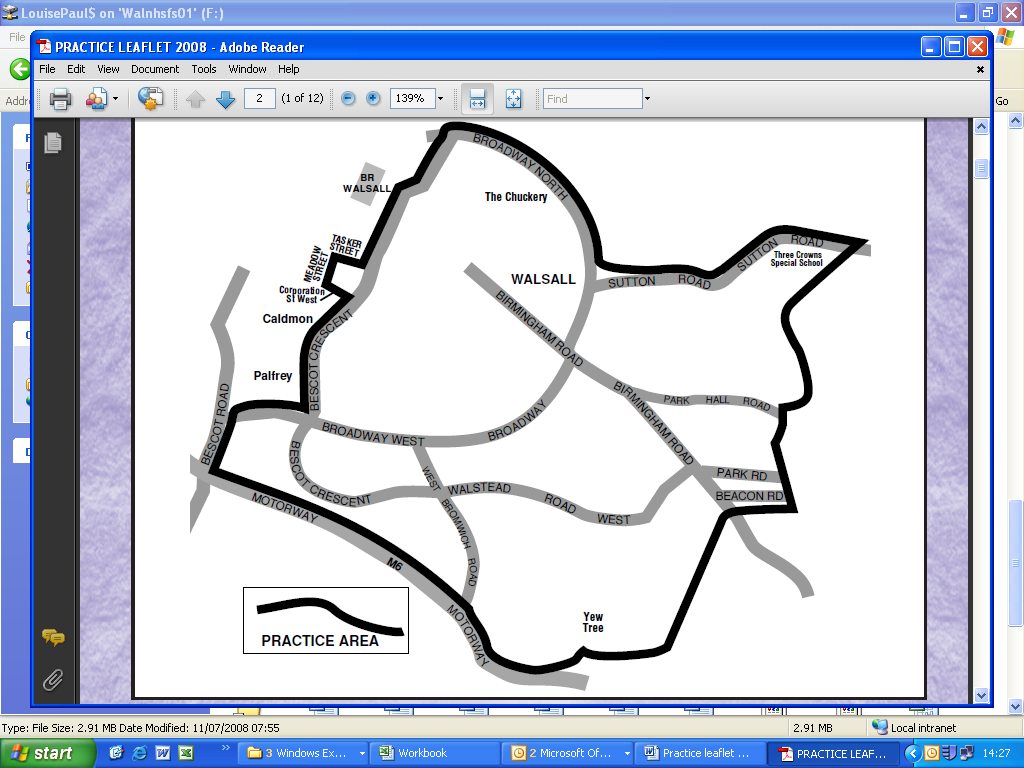 LouisePaul$ on 'Walnhsfs01' (F:)
File
PRACTICE LEAFLET 2008 - Adobe Reader
File Edit View Document Tools Window Help
Addr
Go
2 (1 of 12) 139% Find
BROADWAY NORTH
BR
WALSALL
The Chuckery
TASKER
STREET
MEADOW
STREET
SUTTON ROAD
Three Crowns
Special School
WALSALL
SUTTON ROAD
Corporation
St West
Caldmon
BIRMINGHAM ROAD
BESCOT CRESCENT
Palfrey
BESCOT ROAD
BIRMINGHAM ROAD
PARK HALL ROAD
BROADWAY WEST
BROADWAY
BESCOT CRESCENT
WEST BROMWICH ROAD
WALSTEAD ROAD WEST
PARK RD
BEACON RD
MOTORWAY
M6
MOTORWAY
Yew
Tree
PRACTICE AREA
Type: File Size: 2.91 MB Date Modified: 11/07/2008 07:55
2.91 MB
Local intranet
start
3 Windows Ex...
Workbook
2 Microsoft Of...
Practice leaflet ...
PRACTICE LEAF...
14:27